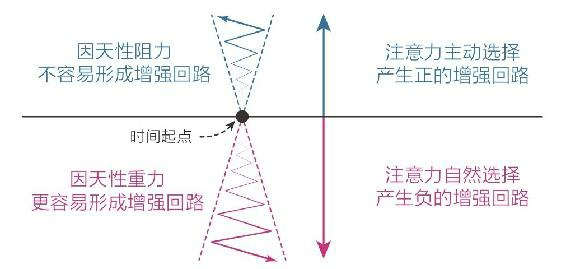 因天性阻力
不容易形成增强回路
注意力主动选择
产生正的增强回路
时间起点
因天性重力
更容易形成增强回路
注意力自然选择
产生负的增强回路